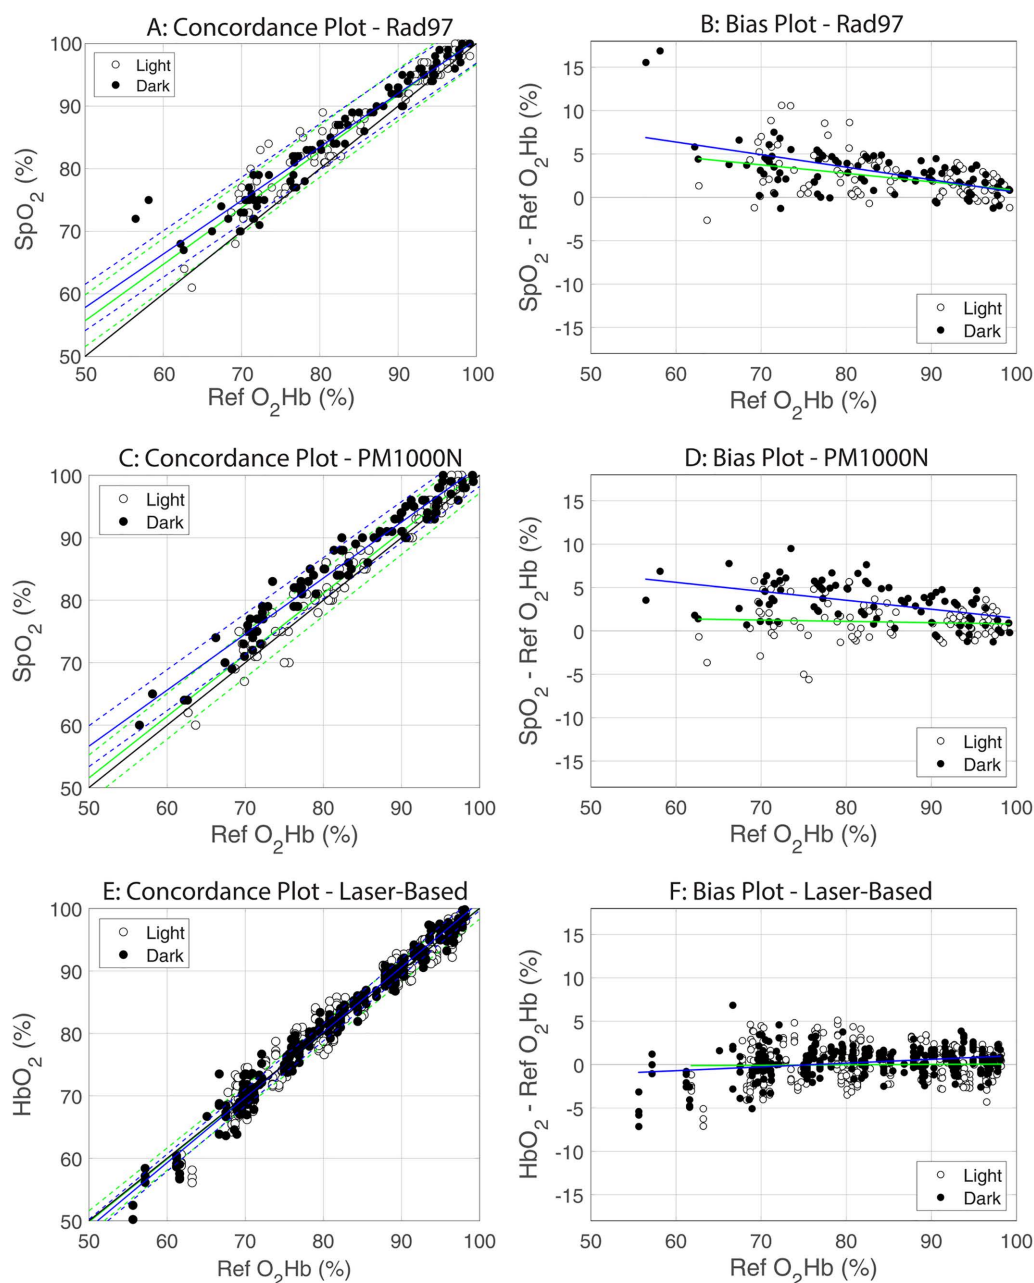 A: Concordance Plot - Rad97
B: Bias Plot - Rad97
100
90
80
70
60
50
SpO2 (%)
Light
Dark
50 60 70 80 90 100
Ref O2Hb (%)
15
10
5
0
-5
-10
-15
SpO2 - Ref O2Hb (%)
Light
Dark
50 60 70 80 90 100
Ref O2Hb (%)
C: Concordance Plot - PM1000N
D: Bias Plot - PM1000N
100
90
80
70
60
50
SpO2 (%)
Light
Dark
50 60 70 80 90 100
Ref O2Hb (%)
15
10
5
0
-5
-10
-15
SpO2 - Ref O2Hb (%)
Light
Dark
50 60 70 80 90 100
Ref O2Hb (%)
E: Concordance Plot - Laser-Based
F: Bias Plot - Laser-Based
100
90
80
70
60
50
HbO2 (%)
Light
Dark
50 60 70 80 90 100
Ref O2Hb (%)
15
10
5
0
-5
-10
-15
HbO2 - Ref O2Hb (%)
Light
Dark
50 60 70 80 90 100
Ref O2Hb (%)